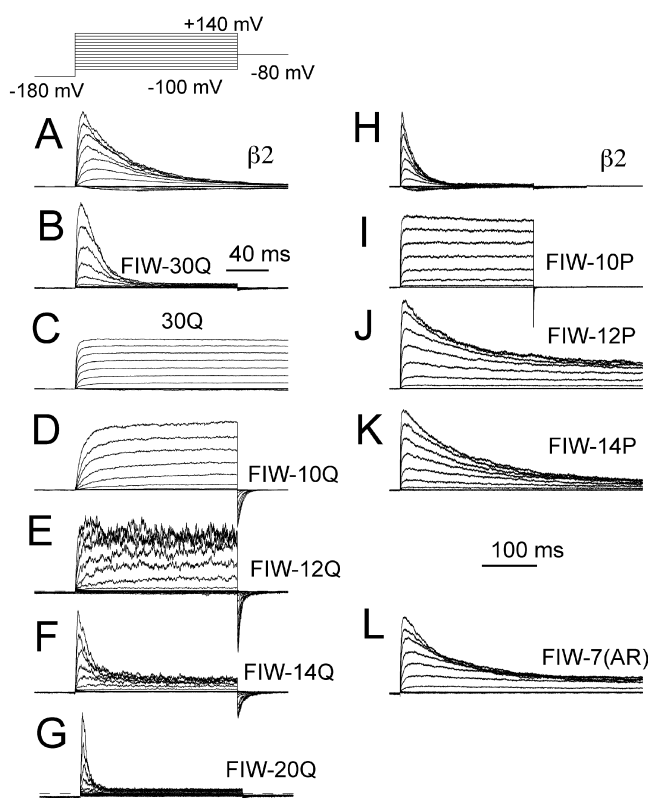 +140 mV
-80 mV
-180 mV
-100 mV
A
β2
B
FIW-30Q
40 ms
C
30Q
D
FIW-10Q
E
FIW-12Q
F
FIW-14Q
G
FIW-20Q
H
β2
I
FIW-10P
J
FIW-12P
K
FIW-14P
100 ms
L
FIW-7(AR)